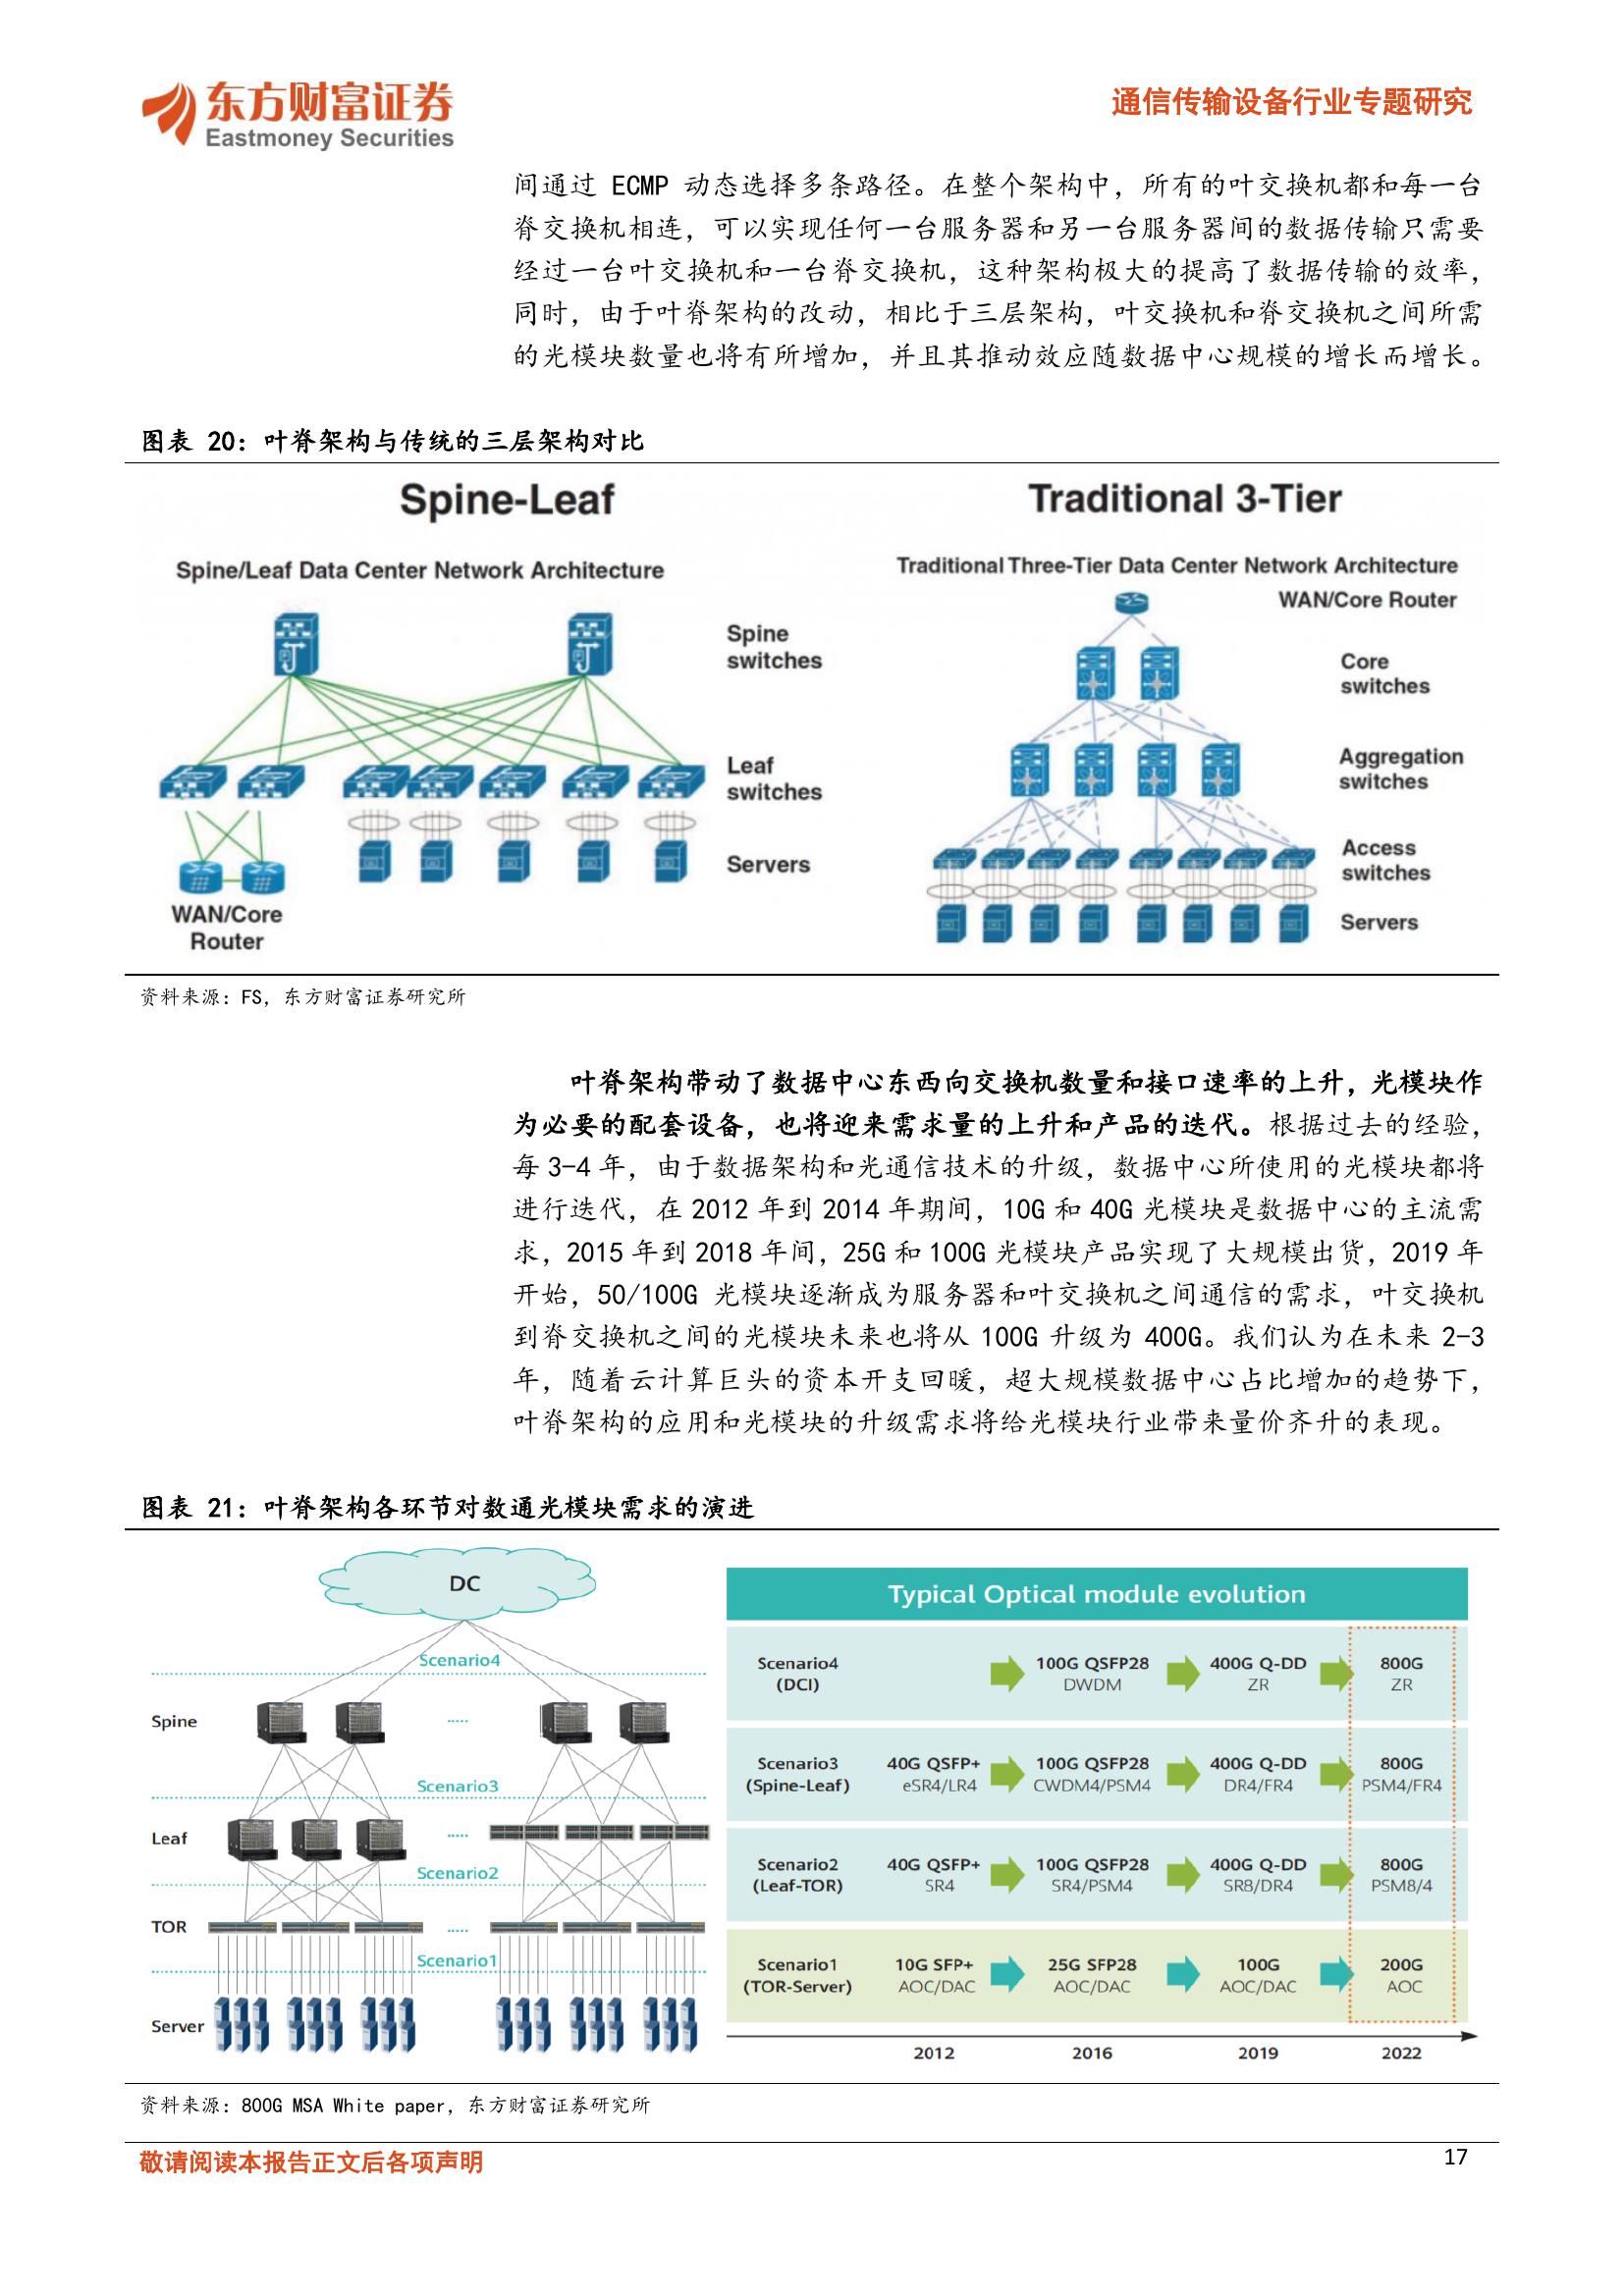 东方财富证券
Eastmoney Securities
通信传输设备行业专题研究
间通过 ECMP 动态选择多条路径。在整个架构中，所有的叶交换机都和每一台
脊交换机相连，可以实现任何一台服务器和另一台服务器间的数据传输只需要
经过一台叶交换机和一台脊交换机，这种架构极大的提高了数据传输的效率，
同时，由于叶脊架构的改动，相比于三层架构，叶交换机和脊交换机之间所需
的光模块数量也将有所增加，并且其推动效应随数据中心规模的增长而增长。
图表 20：叶脊架构与传统的三层架构对比
Spine-Leaf
Spine/Leaf Data Center Network Architecture
Spine
switches
Leaf
switches
Servers
WAN/Core
Router
Traditional 3-Tier
Traditional Three-Tier Data Center Network Architecture
WAN/Core Router
Core
switches
Aggregation
switches
Access
switches
Servers
资料来源：FS，东方财富证券研究所
叶脊架构带动了数据中心东西向交换机数量和接口速率的上升，光模块作
为必要的配套设备，也将迎来需求量的上升和产品的迭代。根据过去的经验，
每 3-4 年，由于数据架构和光通信技术的升级，数据中心所使用的光模块都将
进行迭代，在 2012 年到 2014 年期间，10G 和 40G 光模块是数据中心的主流需
求，2015 年到 2018 年间，25G 和 100G 光模块产品实现了大规模出货，2019 年
开始，50/100G 光模块逐渐成为服务器和叶交换机之间通信的需求，叶交换机
到脊交换机之间的光模块未来也将从 100G 升级为 400G。我们认为在未来 2-3
年，随着云计算巨头的资本开支回暖，超大规模数据中心占比增加的趋势下，
叶脊架构的应用和光模块的升级需求将给光模块行业带来量价齐升的表现。
图表 21：叶脊架构各环节对数通光模块需求的演进
DC
Scenario4
Spine
.....
Scenario3
Leaf
.....
Scenario2
TOR
.....
Scenario1
Server
Typical Optical module evolution
Scenario4 100G QSFP28 400G Q-DD 800G
(DCI) DWDM ZR ZR
Scenario3 40G QSFP+ 100G QSFP28 400G Q-DD 800G
(Spine-Leaf) eSR4/LR4 CWDM4/PSM4 DR4/FR4 PSM4/FR4
Scenario2 40G QSFP+ 100G QSFP28 400G Q-DD 800G
(Leaf-TOR) SR4 SR4/PSM4 SR8/DR4 PSM8/4
Scenario1 10G SFP+ 25G SFP28 100G 200G
(TOR-Server) AOC/DAC AOC/DAC AOC/DAC AOC
2012 2016 2019 2022
资料来源：800G MSA White paper，东方财富证券研究所
敬请阅读本报告正文后各项声明
17